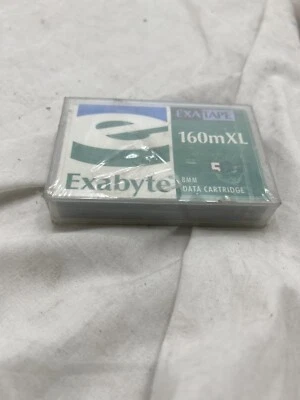 EXATAPE
160mXL
Exabyte
8MM
DATA CARTRIDGE